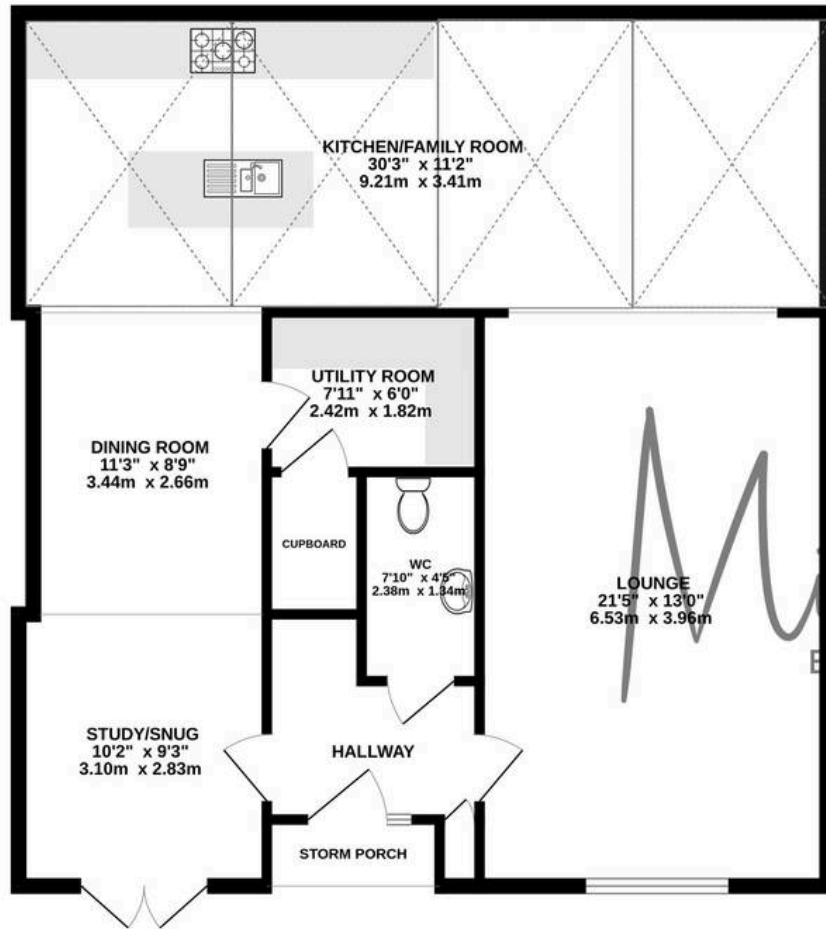 KITCHEN/FAMILY ROOM
30'3" x 11'2"
9.21m x 3.41m
UTILITY ROOM
7'11" x 6'0"
2.42m x 1.82m
DINING ROOM
11'3" x 8'9"
3.44m x 2.66m
CUPBOARD
WC
7'10" x 4'5"
2.38m x 1.34m
LOUNGE
21'5" x 13'0"
6.53m x 3.96m
STUDY/SNUG
10'2" x 9'3"
3.10m x 2.83m
HALLWAY
STORM PORCH